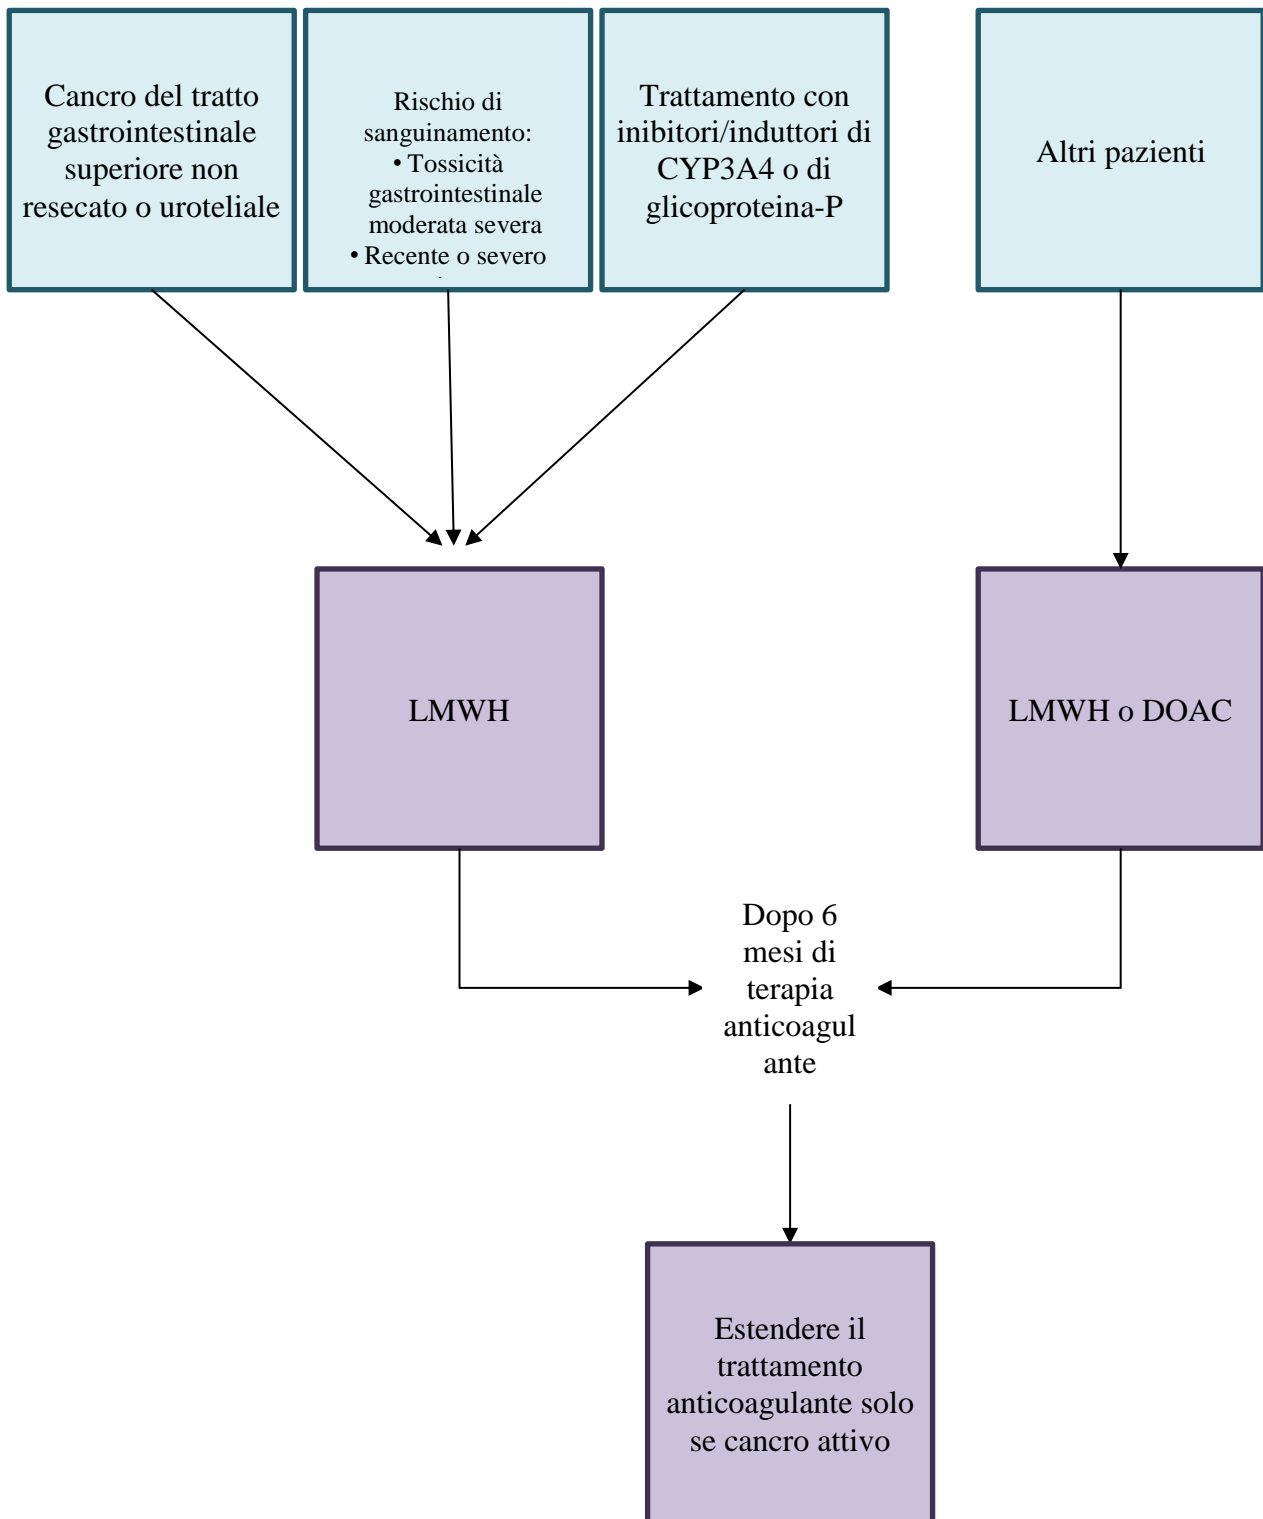 Cancro del tratto
gastrointestinale
superiore non
resecato o uroteliale
Rischio di
sanguinamento:
• Tossicità
gastrointestinale
moderata severa
• Recente o severo
Trattamento con
inibitori/induttori di
CYP3A4 o di
glicoproteina-P
Altri pazienti
LMWH
LMWH o DOAC
Dopo 6
mesi di
terapia
anticoagul
ante
Estendere il
trattamento
anticoagulante solo
se cancro attivo